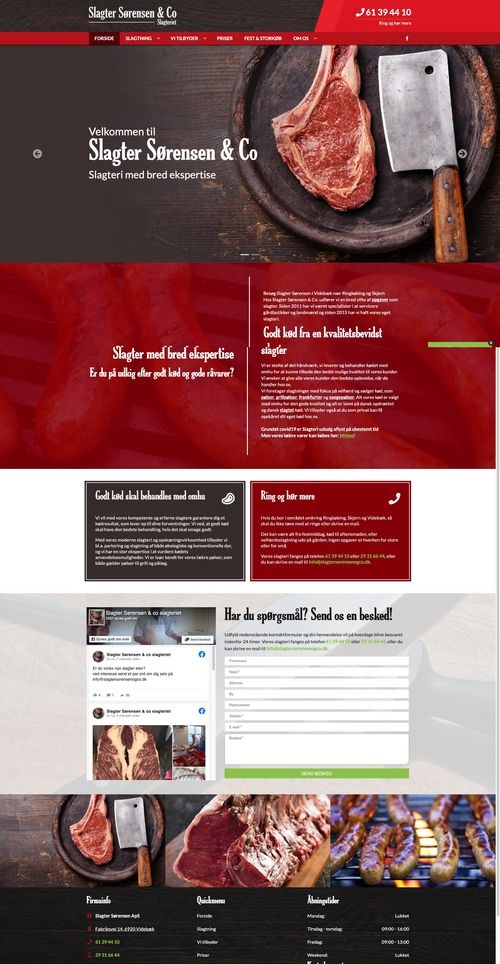 Slagter Sørensen & Co
Slagteriet
61 39 44 10
Ring og hør mere
FORSIDE SLAGTNING VI TILBYDER PRISER FEST & STORKØB OM OS
Velkommen til
Slagter Sørensen & Co
Slagteri med bred ekspertise
Slagter med bred ekspertise
Er du på udkig efter godt kød og gode råvarer?
Besøg Slagter Sørensen i Videbæk nær Ringkøbing og Skjern
Hos Slagter Sørensen & Co. udfører vi en bred vifte af opgaver som
slagter. Siden 2011 har vi været specialister i at servicere
gårdbutikker og landmænd og siden 2015 har vi haft vores eget
slagteri.
Godt kød fra en kvalitetsbevidst
slagter
Vi er stolte af det håndværk, vi leverer og behandler kødet med
omhu for at kunne tilbyde den bedst mulige kvalitet til vores kunder.
Vi ønsker at give alle vores kunder den bedste oplevelse, når de
handler hos os.
Vi foretager slagtninger med fokus på velfærd og sælger kød, som
pølser, grillpølser, frankfurter og snegepølser. Alt vores kød er valgt
med omhu for den gode kvalitet og alt er lavet på dansk opdrættet
og dansk slagtet kød. Vi tilbyder også at du som privat kan få
opskåret dit eget kød hos os.
Grundet covid19 er Slagteri udsalg aflyst på ubestemt tid
Men vores lækre varer kan købes her: Mrbeef
Godt kød skal behandles med omhu
Vi vil med vores kompetente og erfarne slagtere garantere dig et
kødresultat, som lever op til dine forventninger. Vi ved, at godt kød
skal have den bedste behandling, hvis det skal smage godt.
Med vores moderne slagteri og opskæringsvirksomhed tilbyder vi
bl.a. partering og slagtning af både økologiske og konventionelle dyr,
og vi har en stor ekspertise i at vurdere kødets
anvendelsesmuligheder. Vi er især kendt for vores lækre pølser, som
både gækker pølser til grill og pålæg.
Ring og hør mere
Hvis du bor i området omkring Ringkøbing, Skjern og Videbæk, så
skal du ikke tøve med at ringe eller skrive en mail.
Det kan være alt fra festmiddag, kød til aftensmaden, eller
velfærdsslagtning ude på gården. Ingen opgaver er hverken for store
eller for små.
Vores slagteri fanges på telefon 61 39 44 10 eller 29 31 66 44, eller
du kan skrive en mail til info@slagtersorensenogco.dk.
Slagter Sørensen & co slagteriet
Synes godt om side
Send besked
Slagter Sørensen & co slagteriet
Er du vores nye slagter elev?
ved interesse send et par ord om dig selv på
info@slagtersorensenogco.dk.
Slagter Sørensen & co slagteriet
Har du spørgsmål? Send os en besked!
Udfyld nedenstående kontaktformular og din henvendelse vil på hverdage blive besvaret
indenfor 24 timer. Vores slagteri fanges på telefon 61 39 44 10 eller 29 31 66 44, eller du
kan skrive en mail til info@slagtersorensenogco.dk.
Firmanavn
Navn *
Adresse
By
Postnummer
Telefon *
E-mail *
Besked *
SEND BESKED
Firmainfo
Slagter Sørensen ApS
Fabriksvej 14, 6920 Videbæk
61 39 44 10
29 31 66 44
Quickmenu
Forside
Slagtning
Vi tilbyder
Priser
Åbningstider
Mandag: Lukket
Tirsdag - torsdag: 09:00 - 16:00
Fredag: 09:00 - 13:00
Weekend: Lukket